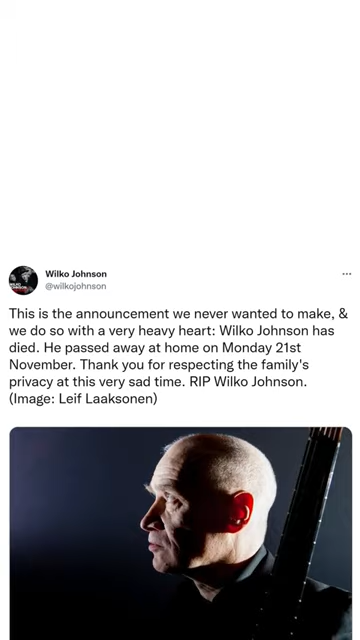 Wilko Johnson
@wilkojohnson
This is the announcement we never wanted to make, &
we do so with a very heavy heart: Wilko Johnson has
died. He passed away at home on Monday 21st
November. Thank you for respecting the family's
privacy at this very sad time. RIP Wilko Johnson.
(Image: Leif Laaksonen)